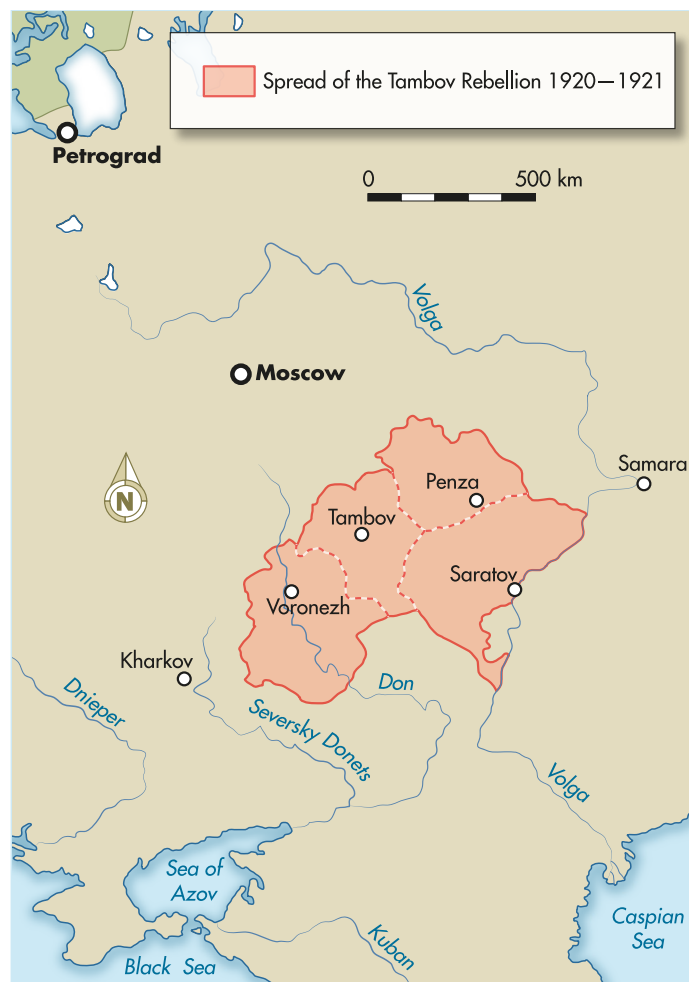 Spread of the Tambov Rebellion 1920—1921
Petrograd
0 500 km
Volga
Moscow
N
Samara
Penza
Tambov
Saratov
Voronezh
Kharkov
Dnieper
Don
Seversky Donets
Volga
Sea of
Azov
Caspian
Sea
Kuban
Black Sea